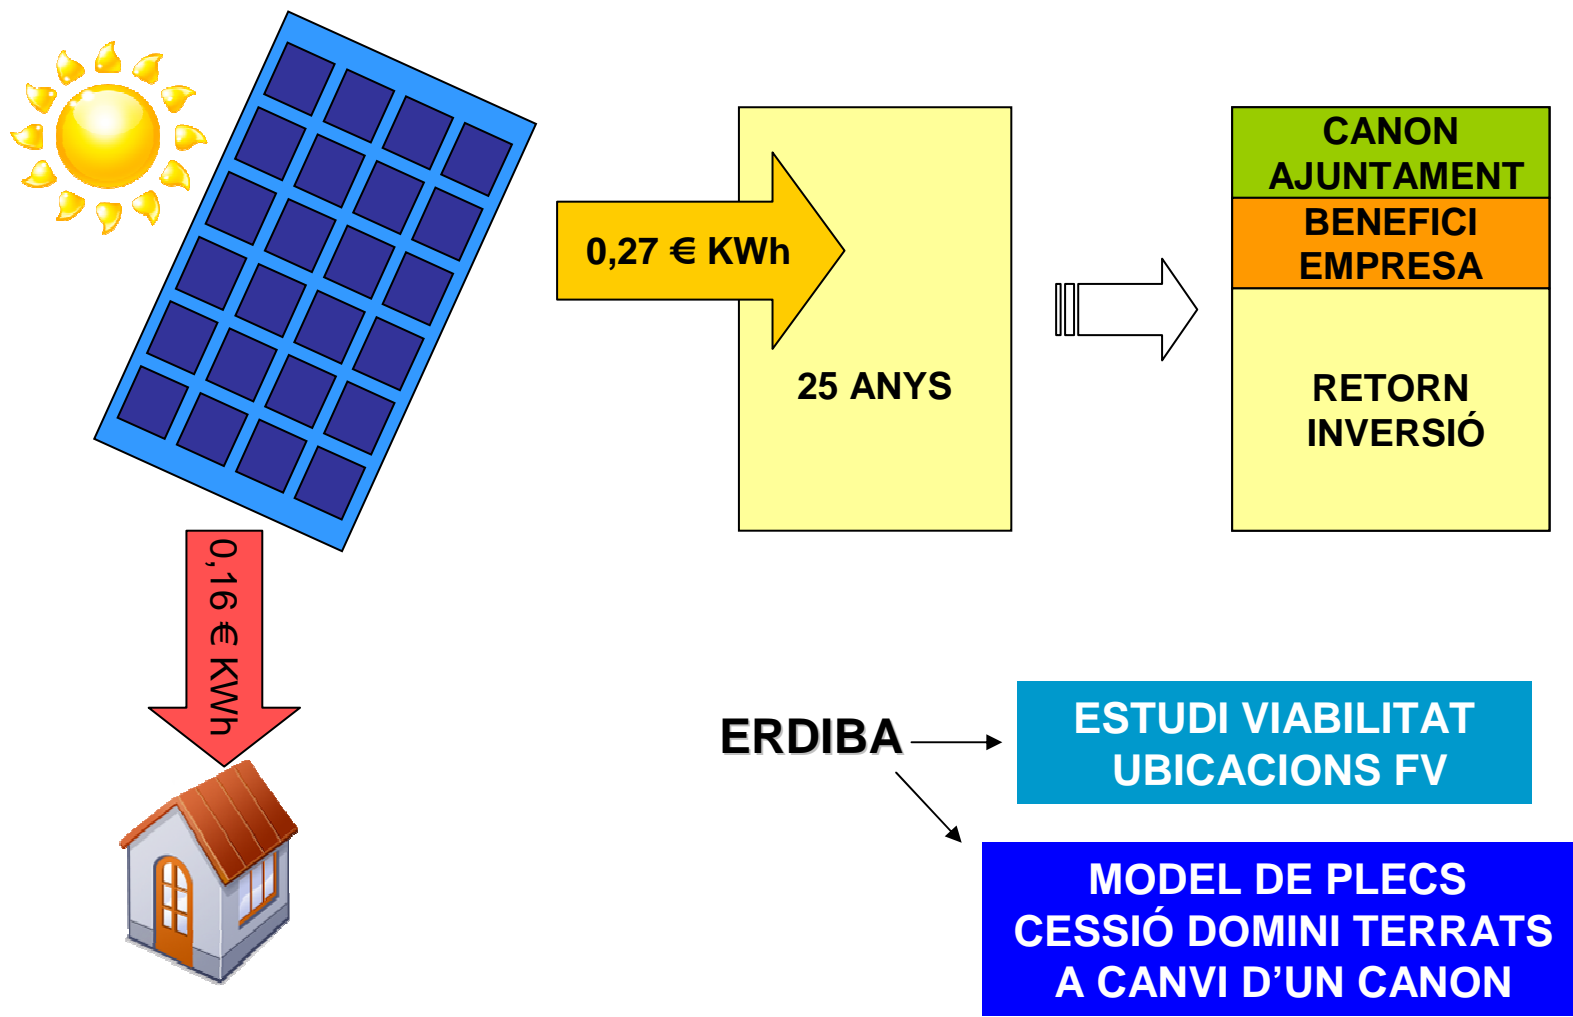 CANON
AJUNTAMENT
BENEFICI
EMPRESA
0,27 € KWh
25 ANYS
RETORN
INVERSIÓ
0,16 € KWh
ERDIBA
ESTUDI VIABILITAT
UBICACIONS FV
MODEL DE PLECS
CESSIÓ DOMINI TERRATS
A CANVI D’UN CANON